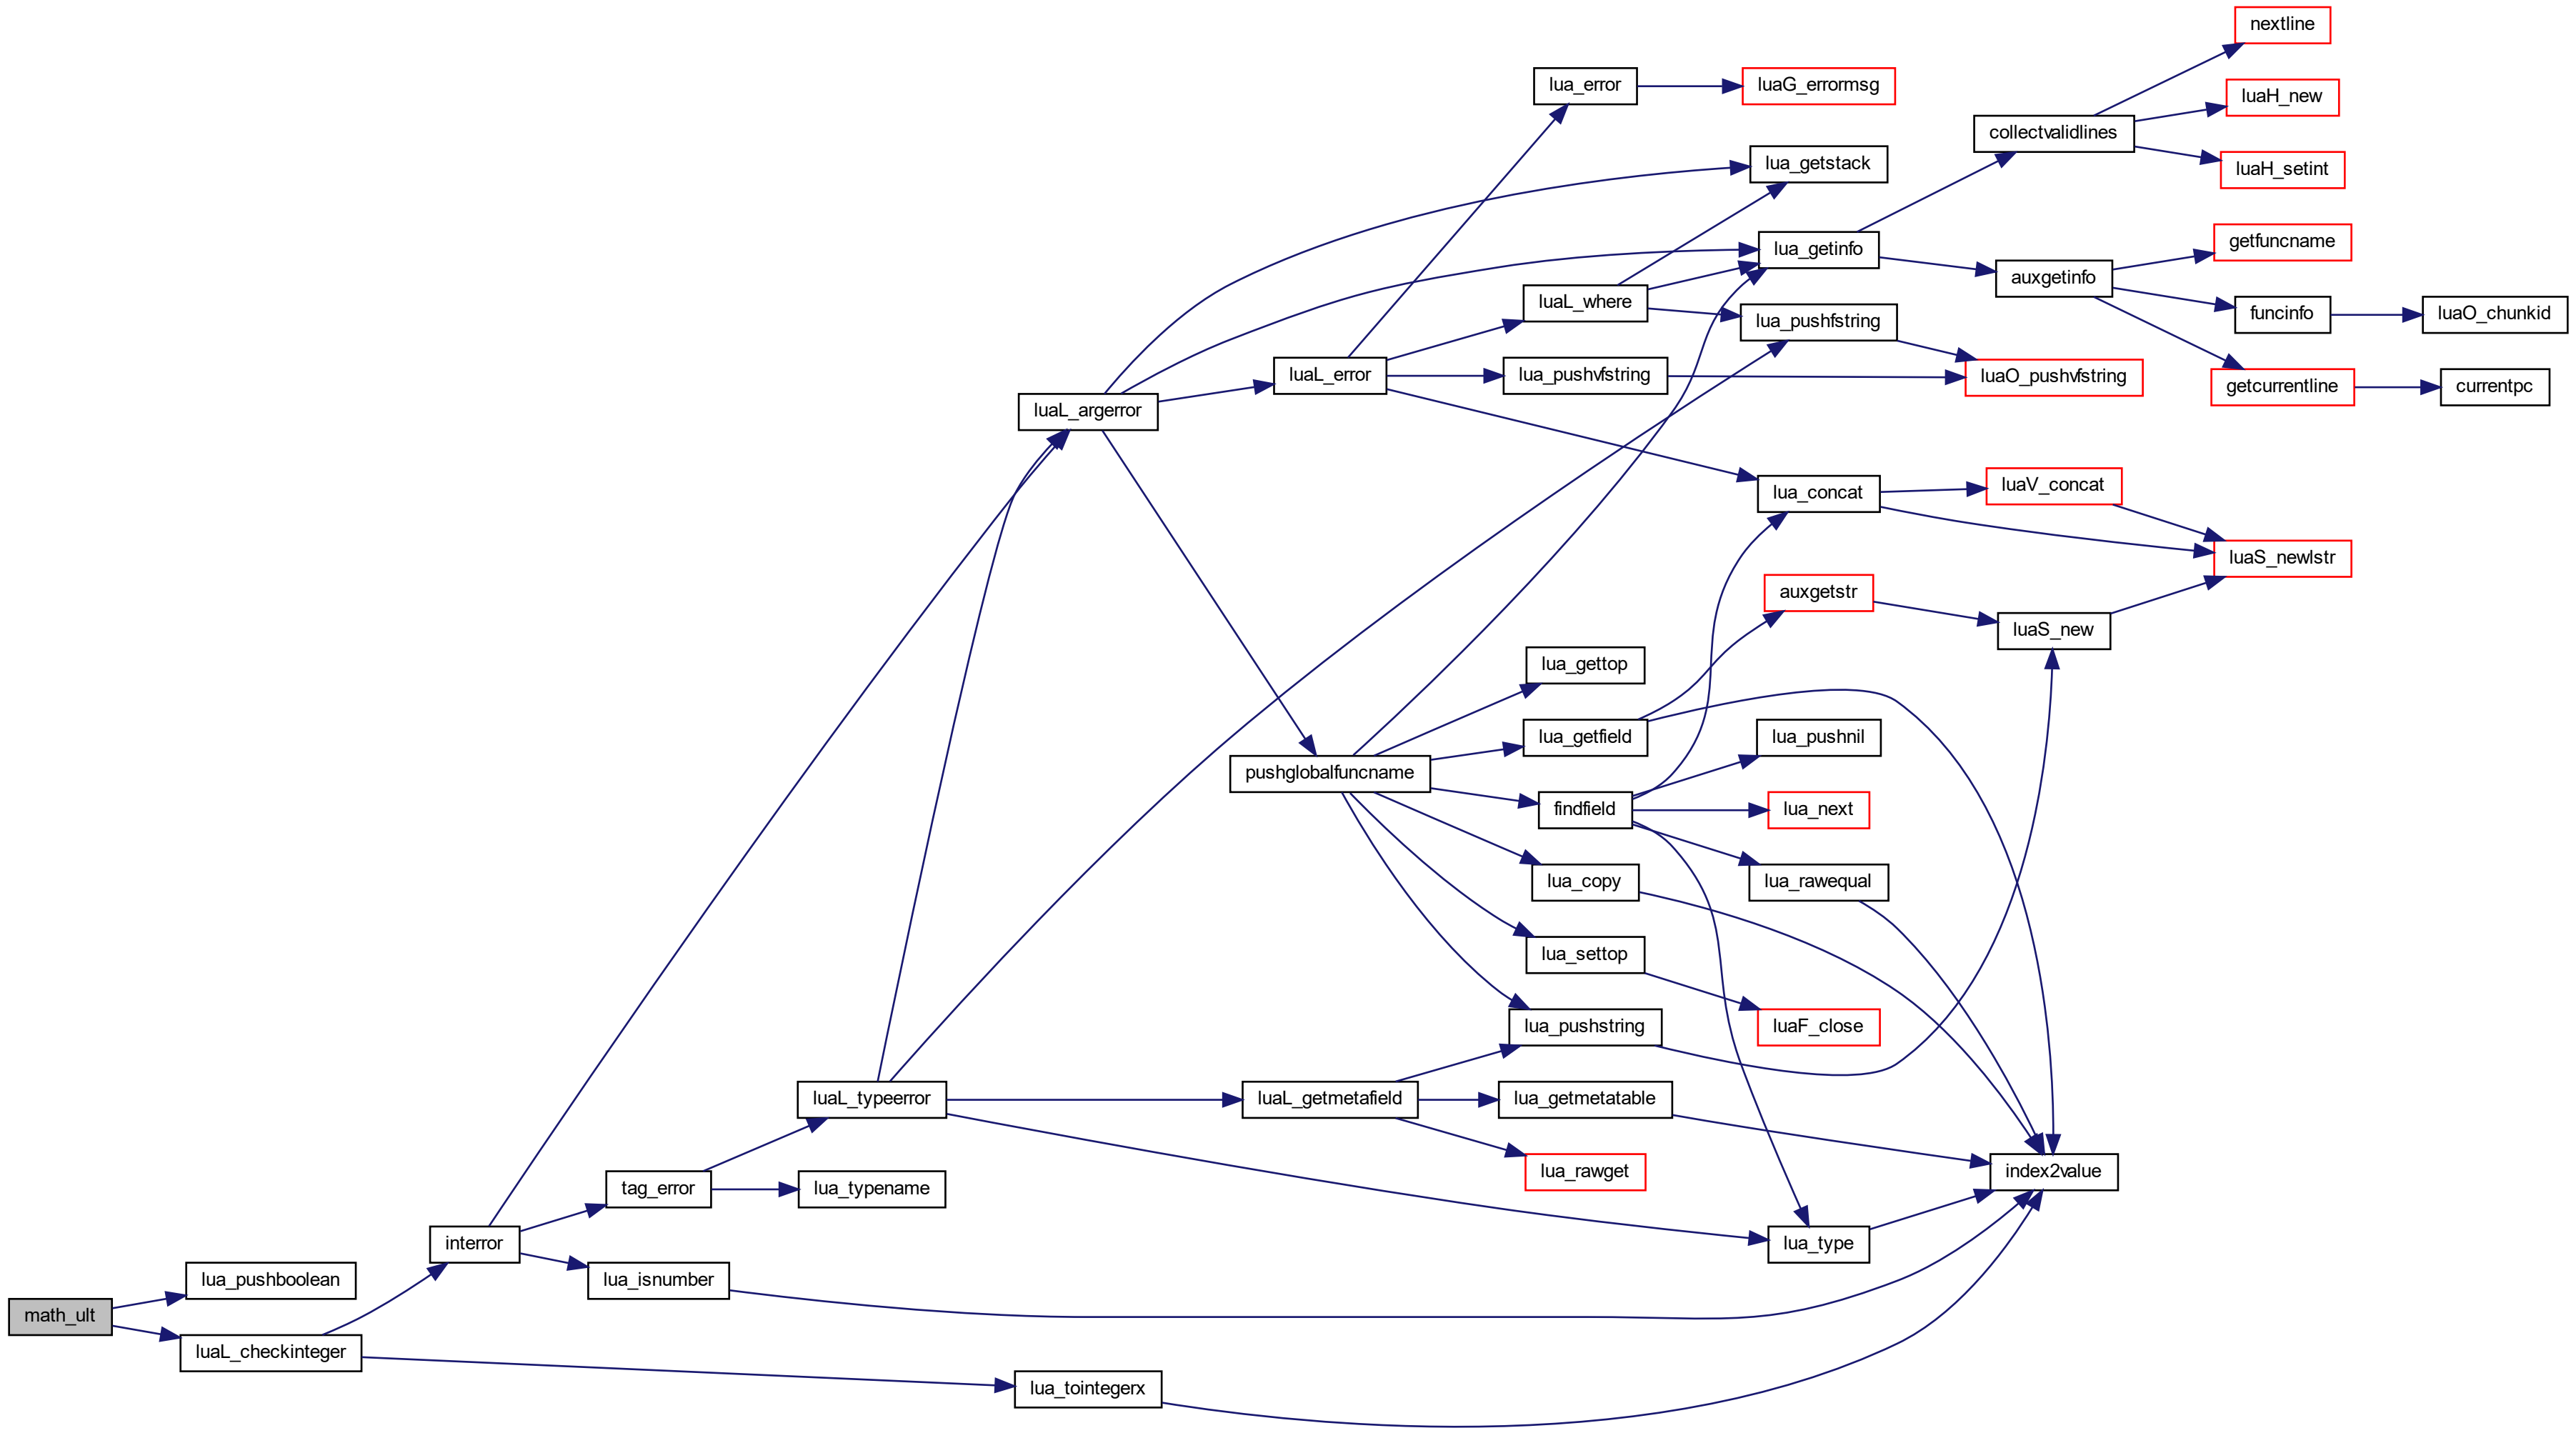 nextline
lua_error
luaG_errormsg
luaH_new
collectvalidlines
lua_getstack
luaH_setint
lua_getinfo
getfuncname
auxgetinfo
luaL_where
funcinfo
luaO_chunkid
lua_pushfstring
luaL_error
lua_pushvfstring
luaO_pushvfstring
getcurrentline
currentpc
luaL_argerror
lua_concat
luaV_concat
luaS_newlstr
auxgetstr
luaS_new
lua_gettop
lua_getfield
lua_pushnil
pushglobalfuncname
findfield
lua_next
lua_copy
lua_rawequal
lua_settop
lua_pushstring
luaF_close
luaL_typeerror
luaL_getmetafield
lua_getmetatable
tag_error
lua_typename
lua_rawget
index2value
interror
lua_type
lua_pushboolean
lua_isnumber
math_ult
luaL_checkinteger
lua_tointegerx